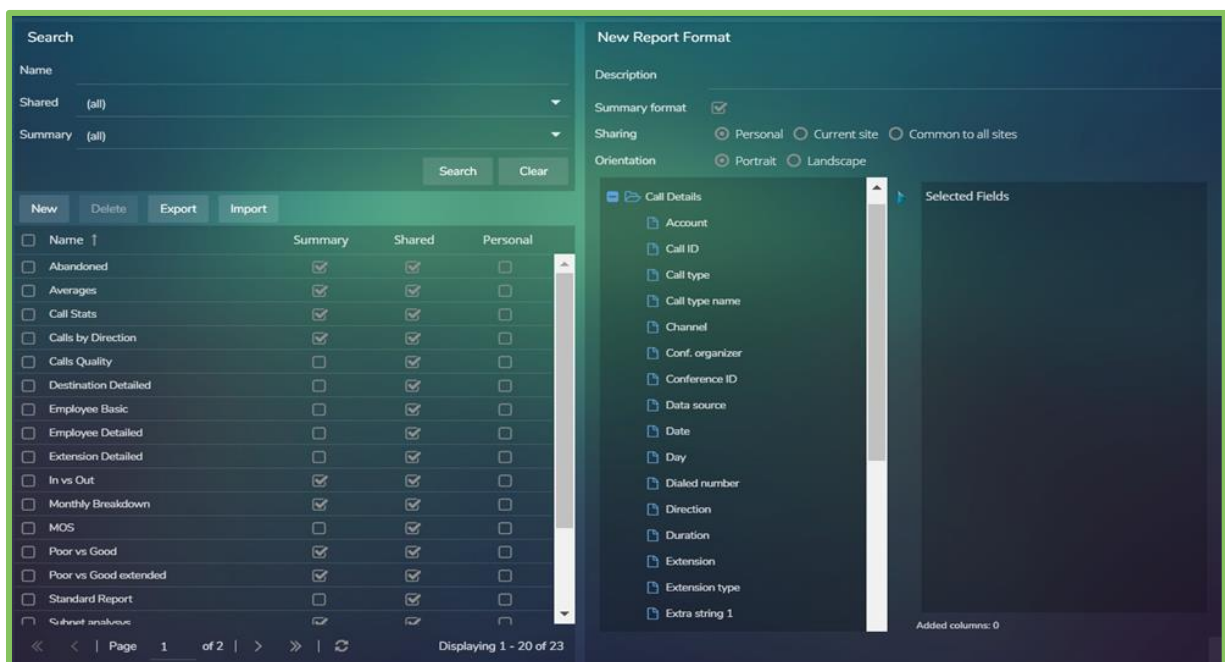 Search
Name
Shared (all)
Summary (all)
Search Clear
New Delete Export Import
Name ↑ Summary Shared Personal
Abandoned
Averages
Call Stats
Calls by Direction
Calls Quality
Destination Detailed
Employee Basic
Employee Detailed
Extension Detailed
In vs Out
Monthly Breakdown
MOS
Poor vs Good
Poor vs Good extended
Standard Report
Subnet analysys
Page 1 of 2 Displaying 1 - 20 of 23
New Report Format
Description
Summary format
Sharing Personal Current site Common to all sites
Orientation Portrait Landscape
Call Details
Account
Call ID
Call type
Call type name
Channel
Conf. organizer
Conference ID
Data source
Date
Day
Dialed number
Direction
Duration
Extension
Extension type
Extra string 1
Selected Fields
Added columns: 0